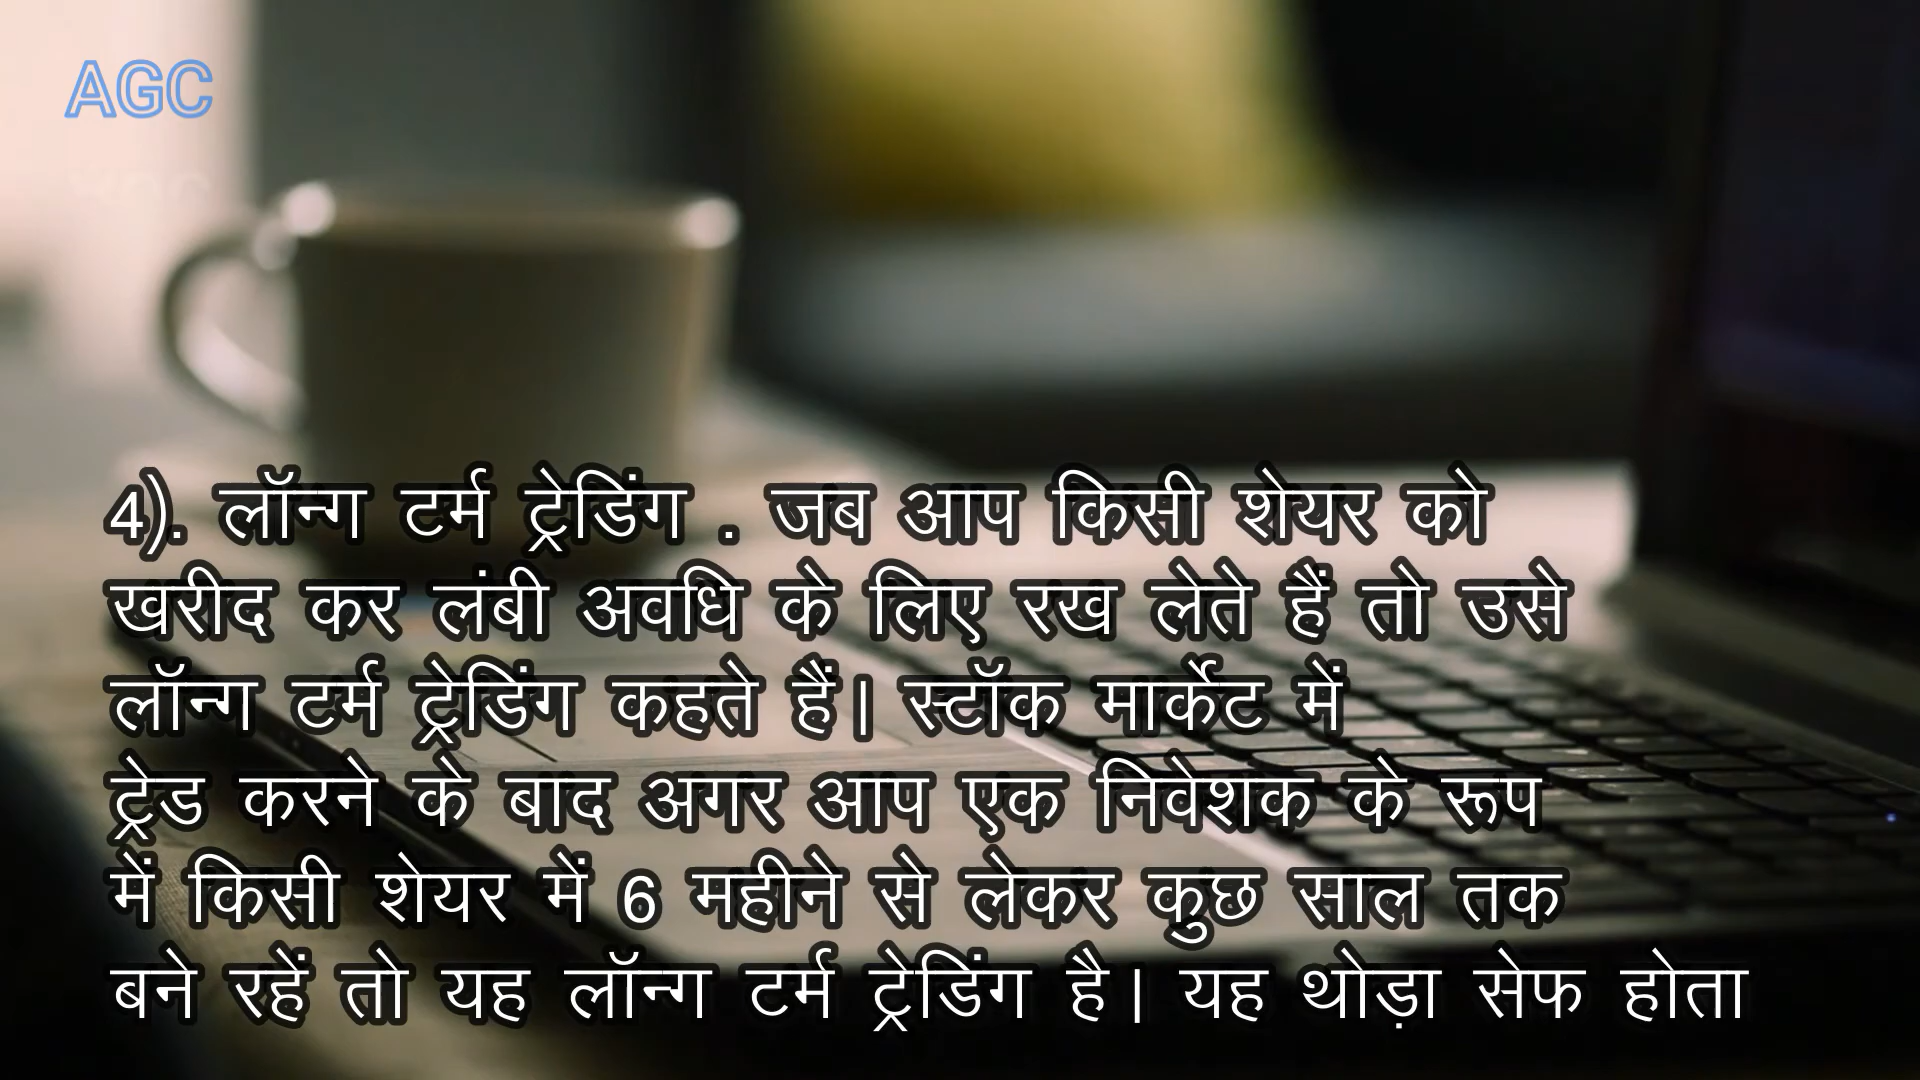 AGC
4). लॉन्ग टर्म ट्रेडिंग . जब आप किसी शेयर को
खरीद कर लंबी अवधि के लिए रख लेते हैं तो उसे
लॉन्ग टर्म ट्रेडिंग कहते हैं| स्टॉक मार्केट में
ट्रेड करने के बाद अगर आप एक निवेशक के रूप
में किसी शेयर में 6 महीने से लेकर कुछ साल तक
बने रहें तो यह लॉन्ग टर्म ट्रेडिंग है| यह थोड़ा सेफ होता